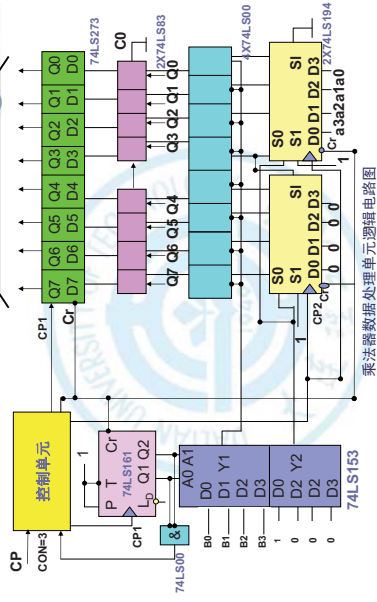 Q7 Q6 Q5 Q4 Q3 Q2 Q1 Q0
D7 D6 D5 D4 D3 D2 D1 D0
74LS273
CP1
Cr
C0
2X74LS83
Q7 Q6 Q5 Q4 Q3 Q2 Q1 Q0
4X74LS00
控制单元
CP
CON=3
1
P T Cr
74LS161
LD Q1 Q2
CP1
&
74LS00
A0 A1
D0
D1 Y1
D2
D3
D0
D2 Y2
D2
D3
B0
B1
B2
B3
1
0
0
0
74LS153
S0
S1
SI
D0 D1 D2 D3
CP2
Cr
1
0 0 0 0
S0
S1
SI
D0 D1 D2 D3
Cr
1
a3a2a1a0
2X74LS194
乘法器数据处理单元逻辑电路图